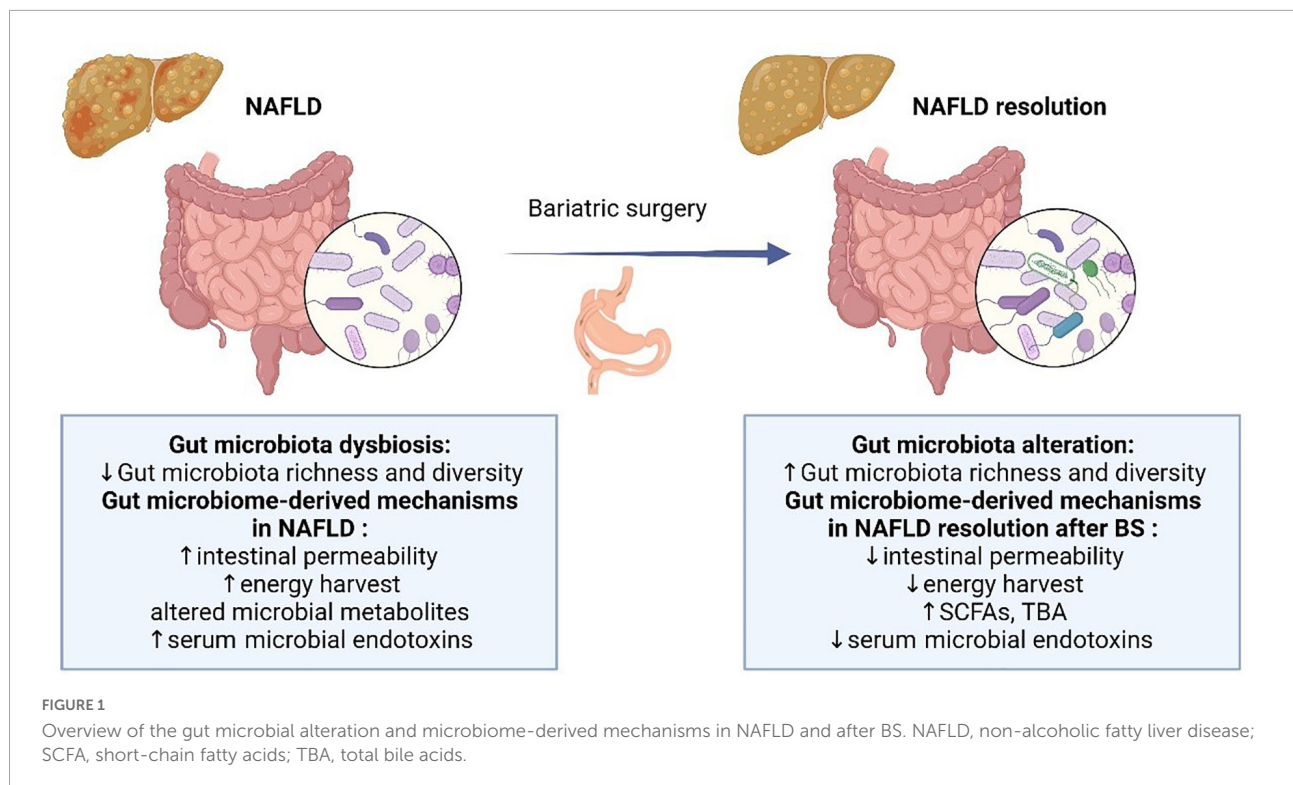 NAFLD
NAFLD resolution
Bariatric surgery
Gut microbiota dysbiosis:
↓Gut microbiota richness and diversity
Gut microbiome-derived mechanisms
in NAFLD :
↑intestinal permeability
↑energy harvest
altered microbial metabolites
↑serum microbial endotoxins
Gut microbiota alteration:
↑Gut microbiota richness and diversity
Gut microbiome-derived mechanisms
in NAFLD resolution after BS :
↓intestinal permeability
↓energy harvest
↑SCFAs, TBA
↓serum microbial endotoxins
FIGURE 1
Overview of the gut microbial alteration and microbiome-derived mechanisms in NAFLD and after BS. NAFLD, non-alcoholic fatty liver disease;
SCFA, short-chain fatty acids; TBA, total bile acids.